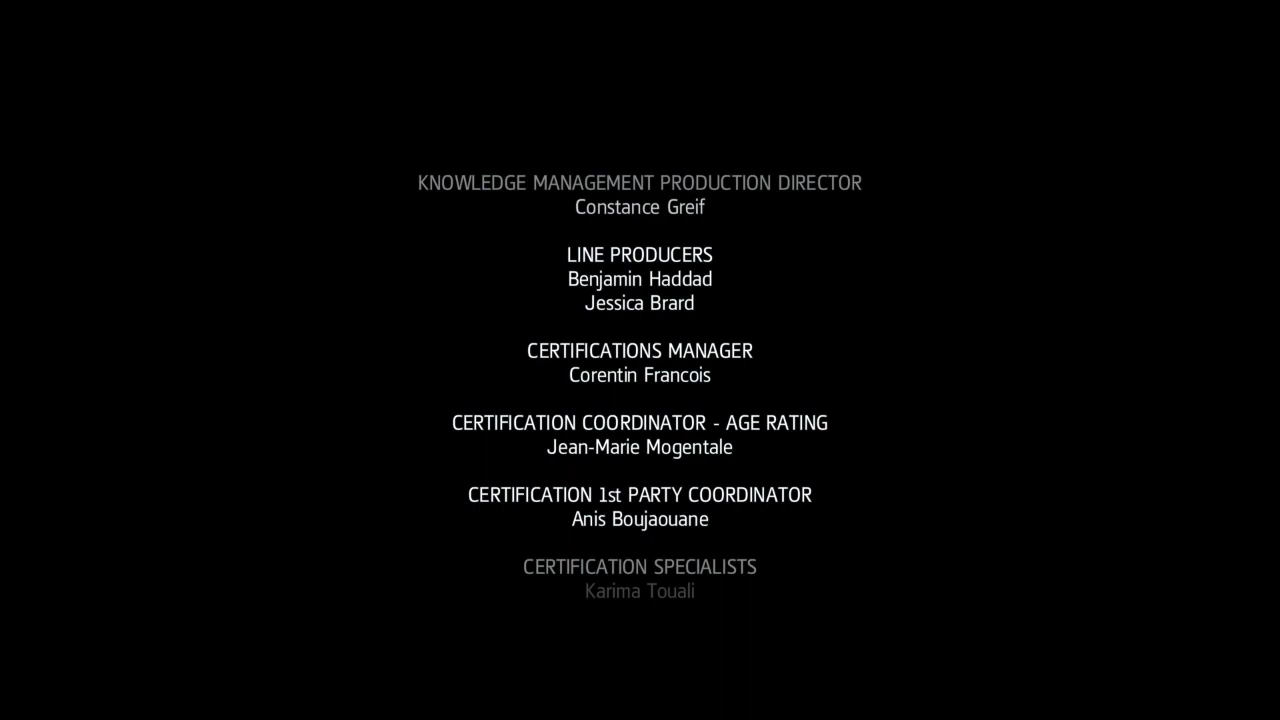 KNOWLEDGE MANAGEMENT PRODUCTION DIRECTOR
Constance Greif
LINE PRODUCERS
Benjamin Haddad
Jessica Brard
CERTIFICATIONS MANAGER
Corentin Francois
CERTIFICATION COORDINATOR - AGE RATING
Jean-Marie Mogentale
CERTIFICATION 1st PARTY COORDINATOR
Anis Boujaouane
CERTIFICATION SPECIALISTS
Karima Touali